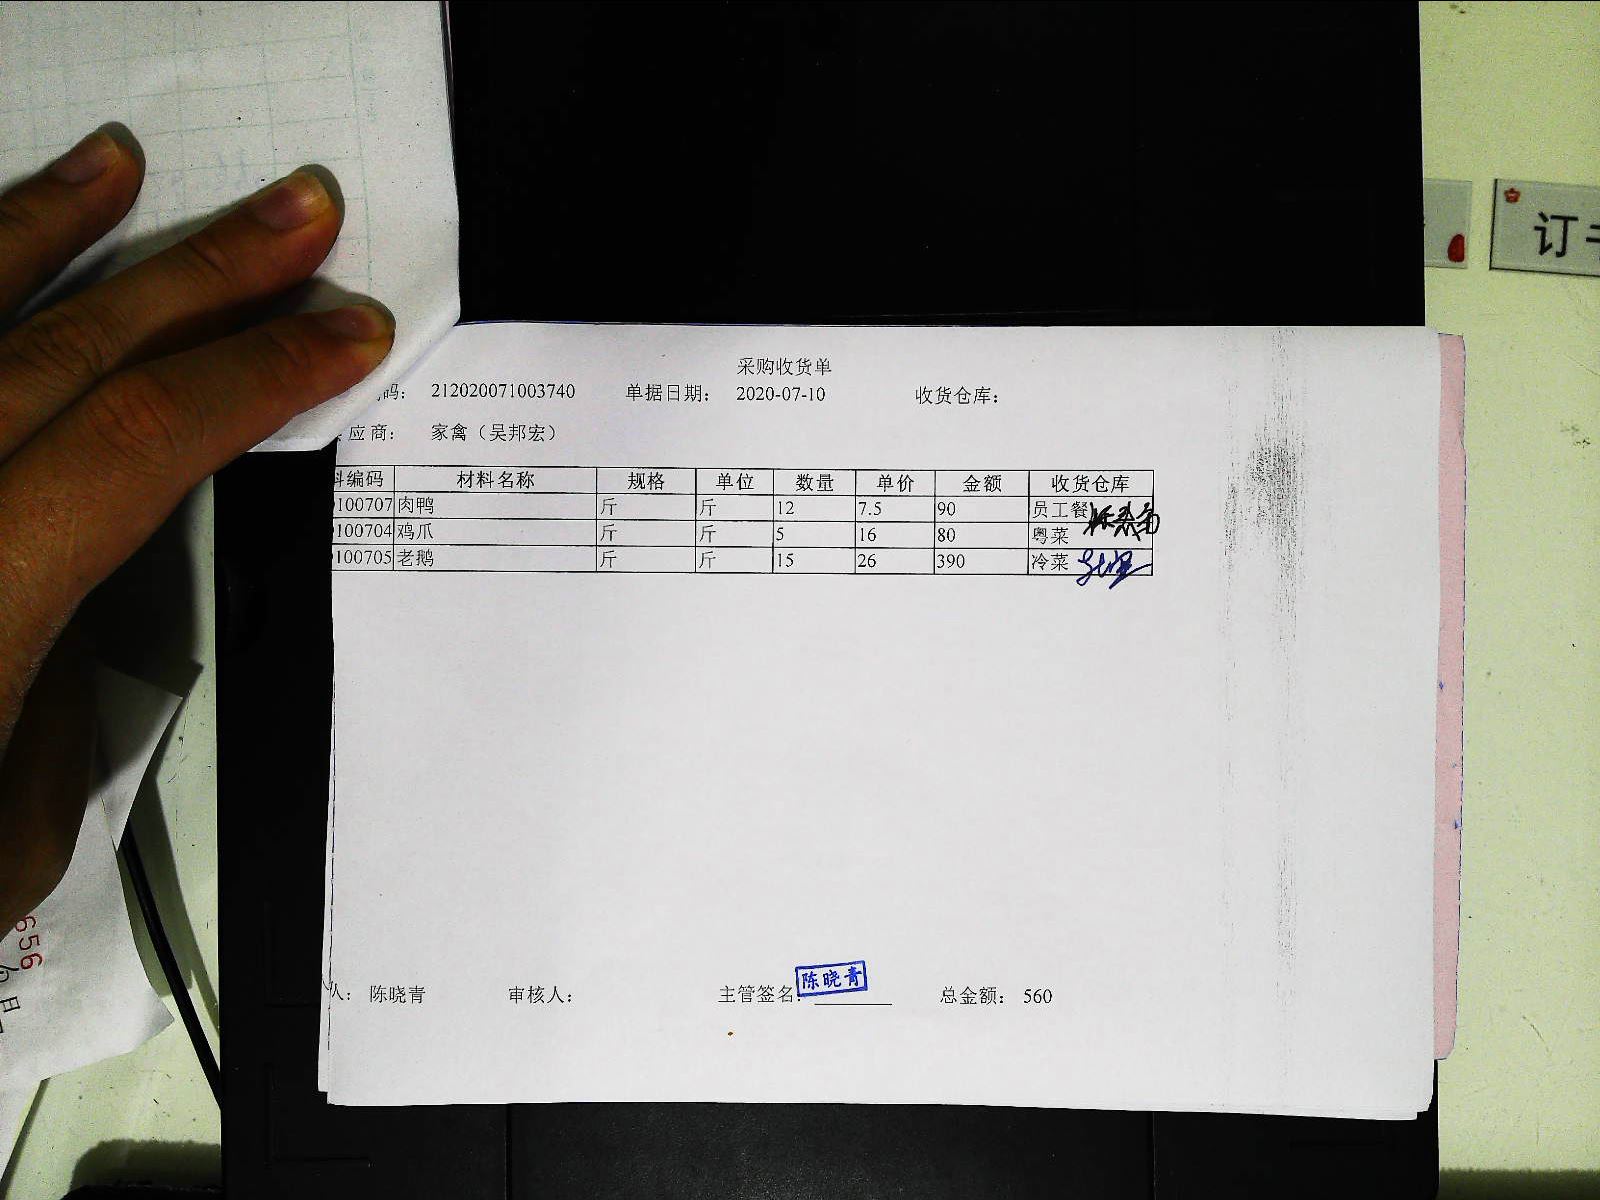 订
采购收货单
码： 212020071003740 单据日期： 2020-07-10 收货仓库：
应商： 家禽（吴邦宏）
料编码 材料名称 规格 单位 数量 单价 金额 收货仓库
100707 肉鸭 斤 斤 12 7.5 90 员工餐
100704 鸡爪 斤 斤 5 16 80 粤菜
100705 老鹅 斤 斤 15 26 390 冷菜
人： 陈晓青 审核人： 主管签名： 陈晓青 总金额： 560
656
月